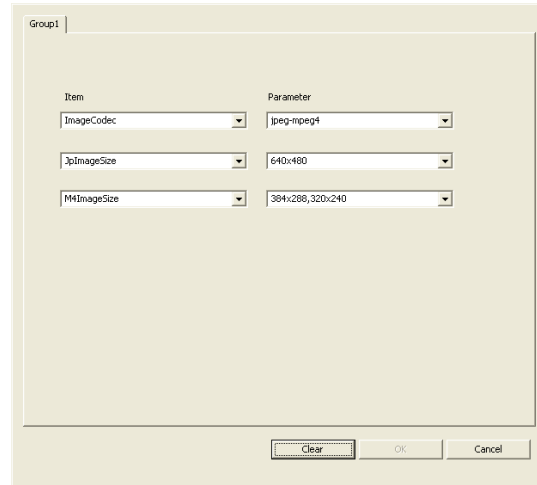 Group1
Item Parameter
ImageCodec jpeg-mpeg4
JpImageSize 640x480
M4ImageSize 384x288,320x240
Clear OK Cancel